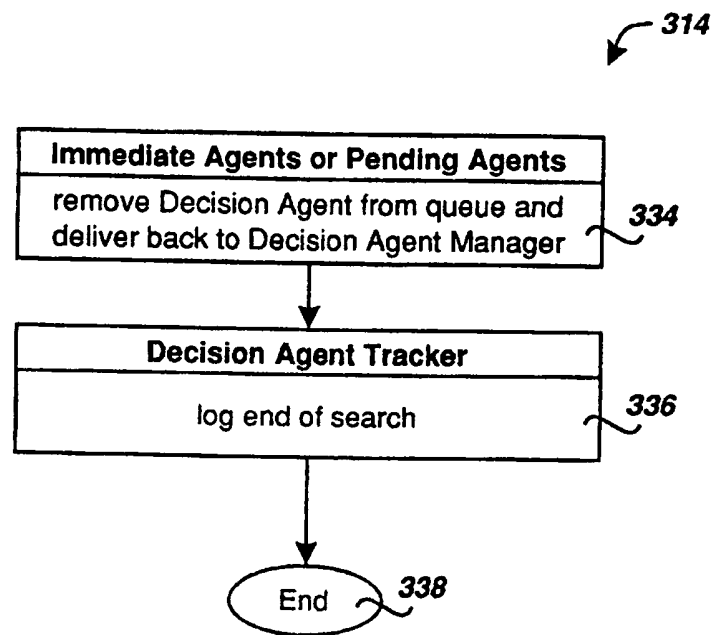 314
Immediate Agents or Pending Agents
remove Decision Agent from queue and
deliver back to Decision Agent Manager
334
Decision Agent Tracker
log end of search
336
End
338